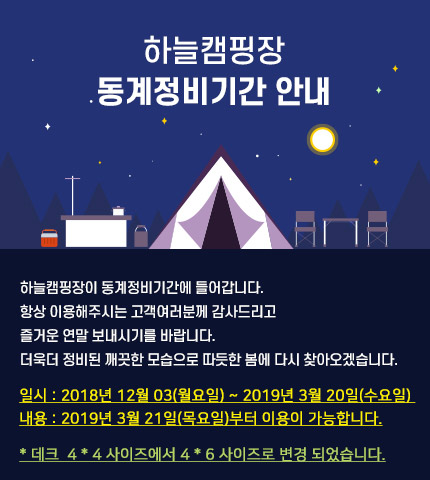 하늘캠핑장
동계정비기간 안내
하늘캠핑장이 동계정비기간에 들어갑니다.
항상 이용해주시는 고객여러분께 감사드리고
즐거운 연말 보내시기를 바랍니다.
더욱더 정비된 깨끗한 모습으로 따듯한 봄에 다시 찾아오겠습니다.
일시 : 2018년 12월 03(월요일) ~ 2019년 3월 20일(수요일)
내용 : 2019년 3월 21일(목요일)부터 이용이 가능합니다.
* 데크  4 * 4 사이즈에서 4 * 6 사이즈로 변경 되었습니다.